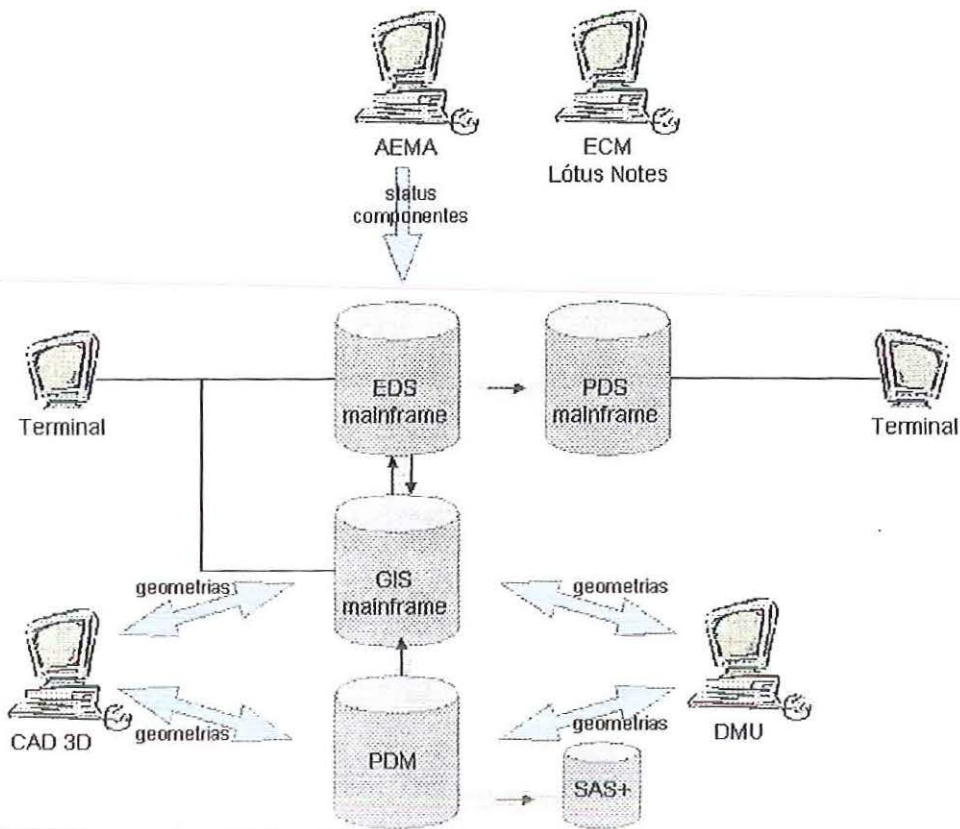 AEMA
ECM
Lótus Notes
status
componentes
Terminal
EDS
mainframe
PDS
mainframe
Terminal
geometrias
GIS
mainframe
geometrias
CAD 3D
geometrias
PDM
geometrias
DMU
SAS+